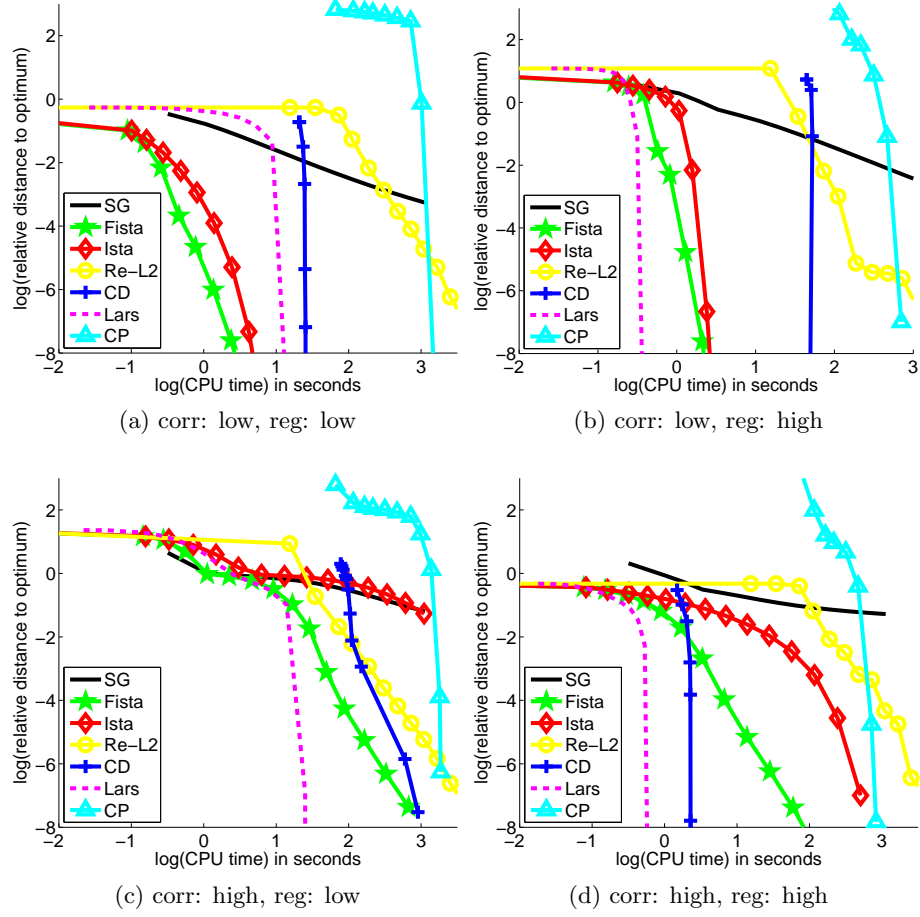 log(relative distance to optimum)
2
0
−2
−4
−6
−8
SG
Fista
Ista
Re−L2
CD
Lars
CP
−2
−1
0
1
2
3
log(CPU time) in seconds
(a) corr: low, reg: low
log(relative distance to optimum)
2
0
−2
−4
−6
−8
SG
Fista
Ista
Re−L2
CD
Lars
CP
−2
−1
0
1
2
3
log(CPU time) in seconds
(b) corr: low, reg: high
log(relative distance to optimum)
2
0
−2
−4
−6
−8
SG
Fista
Ista
Re−L2
CD
Lars
CP
−2
−1
0
1
2
3
log(CPU time) in seconds
(c) corr: high, reg: low
log(relative distance to optimum)
2
0
−2
−4
−6
−8
SG
Fista
Ista
Re−L2
CD
Lars
CP
−2
−1
0
1
2
3
log(CPU time) in seconds
(d) corr: high, reg: high